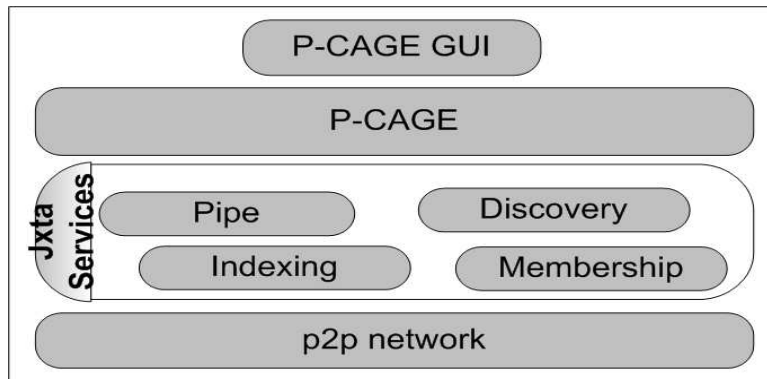 P-CAGE GUI
P-CAGE
Jxta
Services
Pipe
Discovery
Indexing
Membership
p2p network